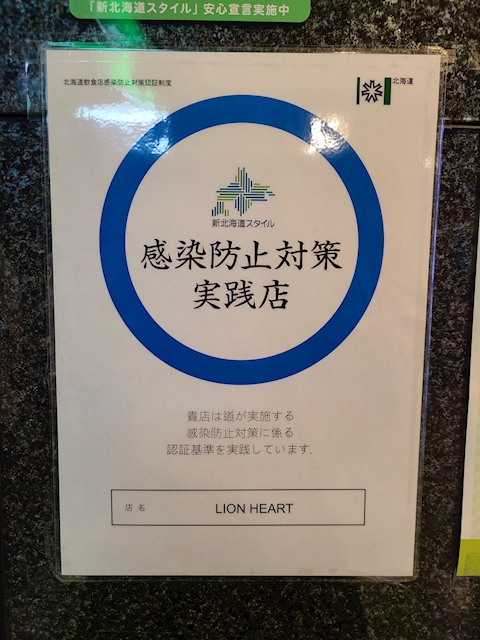 「新北海道スタイル」安心宣言実施中
北海道飲食店感染防止対策認証制度
北海道
新北海道スタイル
感染防止対策
実践店
貴店は道が実施する
感染防止対策に係る
認証基準を実践しています。
店名 LION HEART